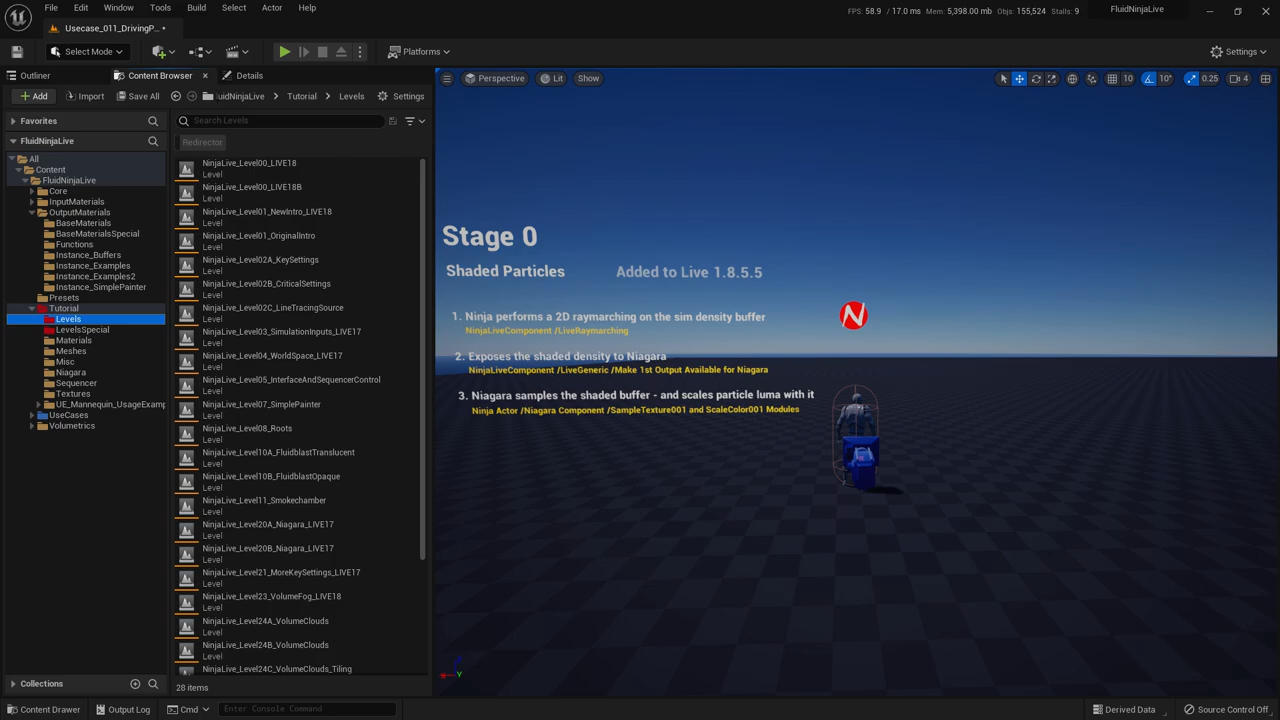 File
Edit
Window
Tools
Build
Select
Actor
Help
FPS: 58.9 / 17.0 ms
Mem: 5,398.00 mb
Objs: 155,524
Stalls: 9
FluidNinjaLive
Usecase_011_DrivingP...
Select Mode
Platforms
Settings
Outliner
Content Browser
Details
Perspective
Lit
Show
10
10°
0.25
4
Add
Import
Save All
uidNinjaLive
Tutorial
Levels
Settings
Favorites
Search Levels
FluidNinjaLive
Redirector
All
Content
FluidNinjaLive
Core
InputMaterials
OutputMaterials
BaseMaterials
BaseMaterialsSpecial
Functions
Instance_Buffers
Instance_Examples
Instance_Examples2
Instance_SimplePainter
Presets
Tutorial
Levels
LevelsSpecial
Materials
Meshes
Misc
Niagara
Sequencer
Textures
UE_Mannequin_UsageExamp
UseCases
Volumetrics
Collections
NinjaLive_Level00_LIVE18
Level
NinjaLive_Level00_LIVE18B
Level
NinjaLive_Level01_NewIntro_LIVE18
Level
NinjaLive_Level01_OriginalIntro
Level
NinjaLive_Level02A_KeySettings
Level
NinjaLive_Level02B_CriticalSettings
Level
NinjaLive_Level02C_LineTracingSource
Level
NinjaLive_Level03_SimulationInputs_LIVE17
Level
NinjaLive_Level04_WorldSpace_LIVE17
Level
NinjaLive_Level05_InterfaceAndSequencerControl
Level
NinjaLive_Level07_SimplePainter
Level
NinjaLive_Level08_Roots
Level
NinjaLive_Level10A_FluidblastTranslucent
Level
NinjaLive_Level10B_FluidblastOpaque
Level
NinjaLive_Level11_Smokechamber
Level
NinjaLive_Level20A_Niagara_LIVE17
Level
NinjaLive_Level20B_Niagara_LIVE17
Level
NinjaLive_Level21_MoreKeySettings_LIVE17
Level
NinjaLive_Level23_VolumeFog_LIVE18
Level
NinjaLive_Level24A_VolumeClouds
Level
NinjaLive_Level24B_VolumeClouds
Level
NinjaLive_Level24C_VolumeClouds_Tiling
28 items
Stage 0
Shaded Particles
Added to Live 1.8.5.5
1. Ninja performs a 2D raymarching on the sim density buffer
NinjaLiveComponent /LiveRaymarching
2. Exposes the shaded density to Niagara
NinjaLiveComponent /LiveGeneric /Make 1st Output Available for Niagara
3. Niagara samples the shaded buffer - and scales particle luma with it
Ninja Actor /Niagara Component /SampleTexture001 and ScaleColor001 Modules
N
Y
Content Drawer
Output Log
Cmd
Enter Console Command
Derived Data
Source Control Off